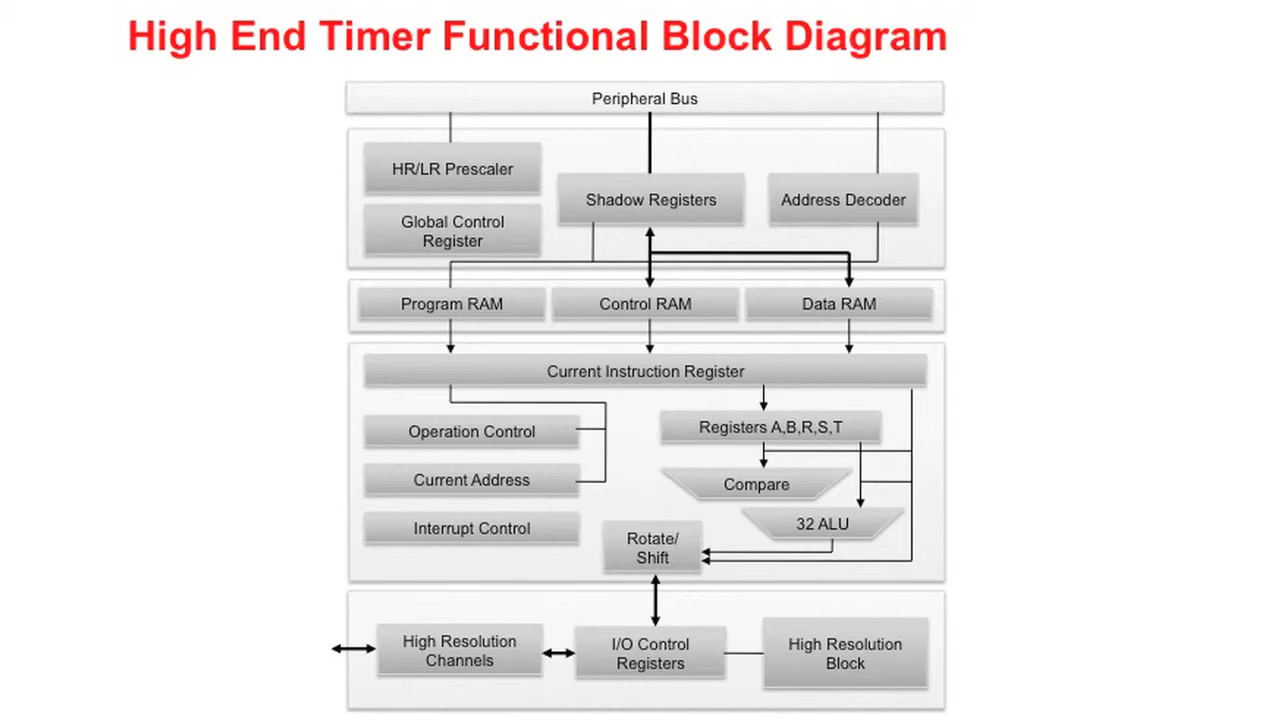 High End Timer Functional Block Diagram
Peripheral Bus
HR/LR Prescaler
Shadow Registers
Address Decoder
Global Control
Register
Program RAM
Control RAM
Data RAM
Current Instruction Register
Operation Control
Registers A,B,R,S,T
Current Address
Compare
Interrupt Control
32 ALU
Rotate/
Shift
High Resolution
Channels
I/O Control
Registers
High Resolution
Block